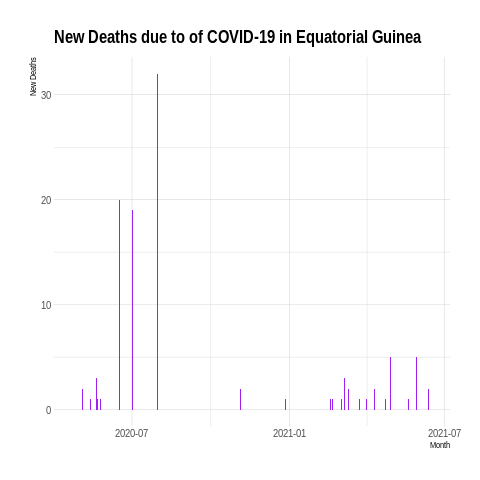 New Deaths due to of COVID-19 in Equatorial Guinea
New Deaths
30
20
10
0
2020-07
2021-01
2021-07
Month